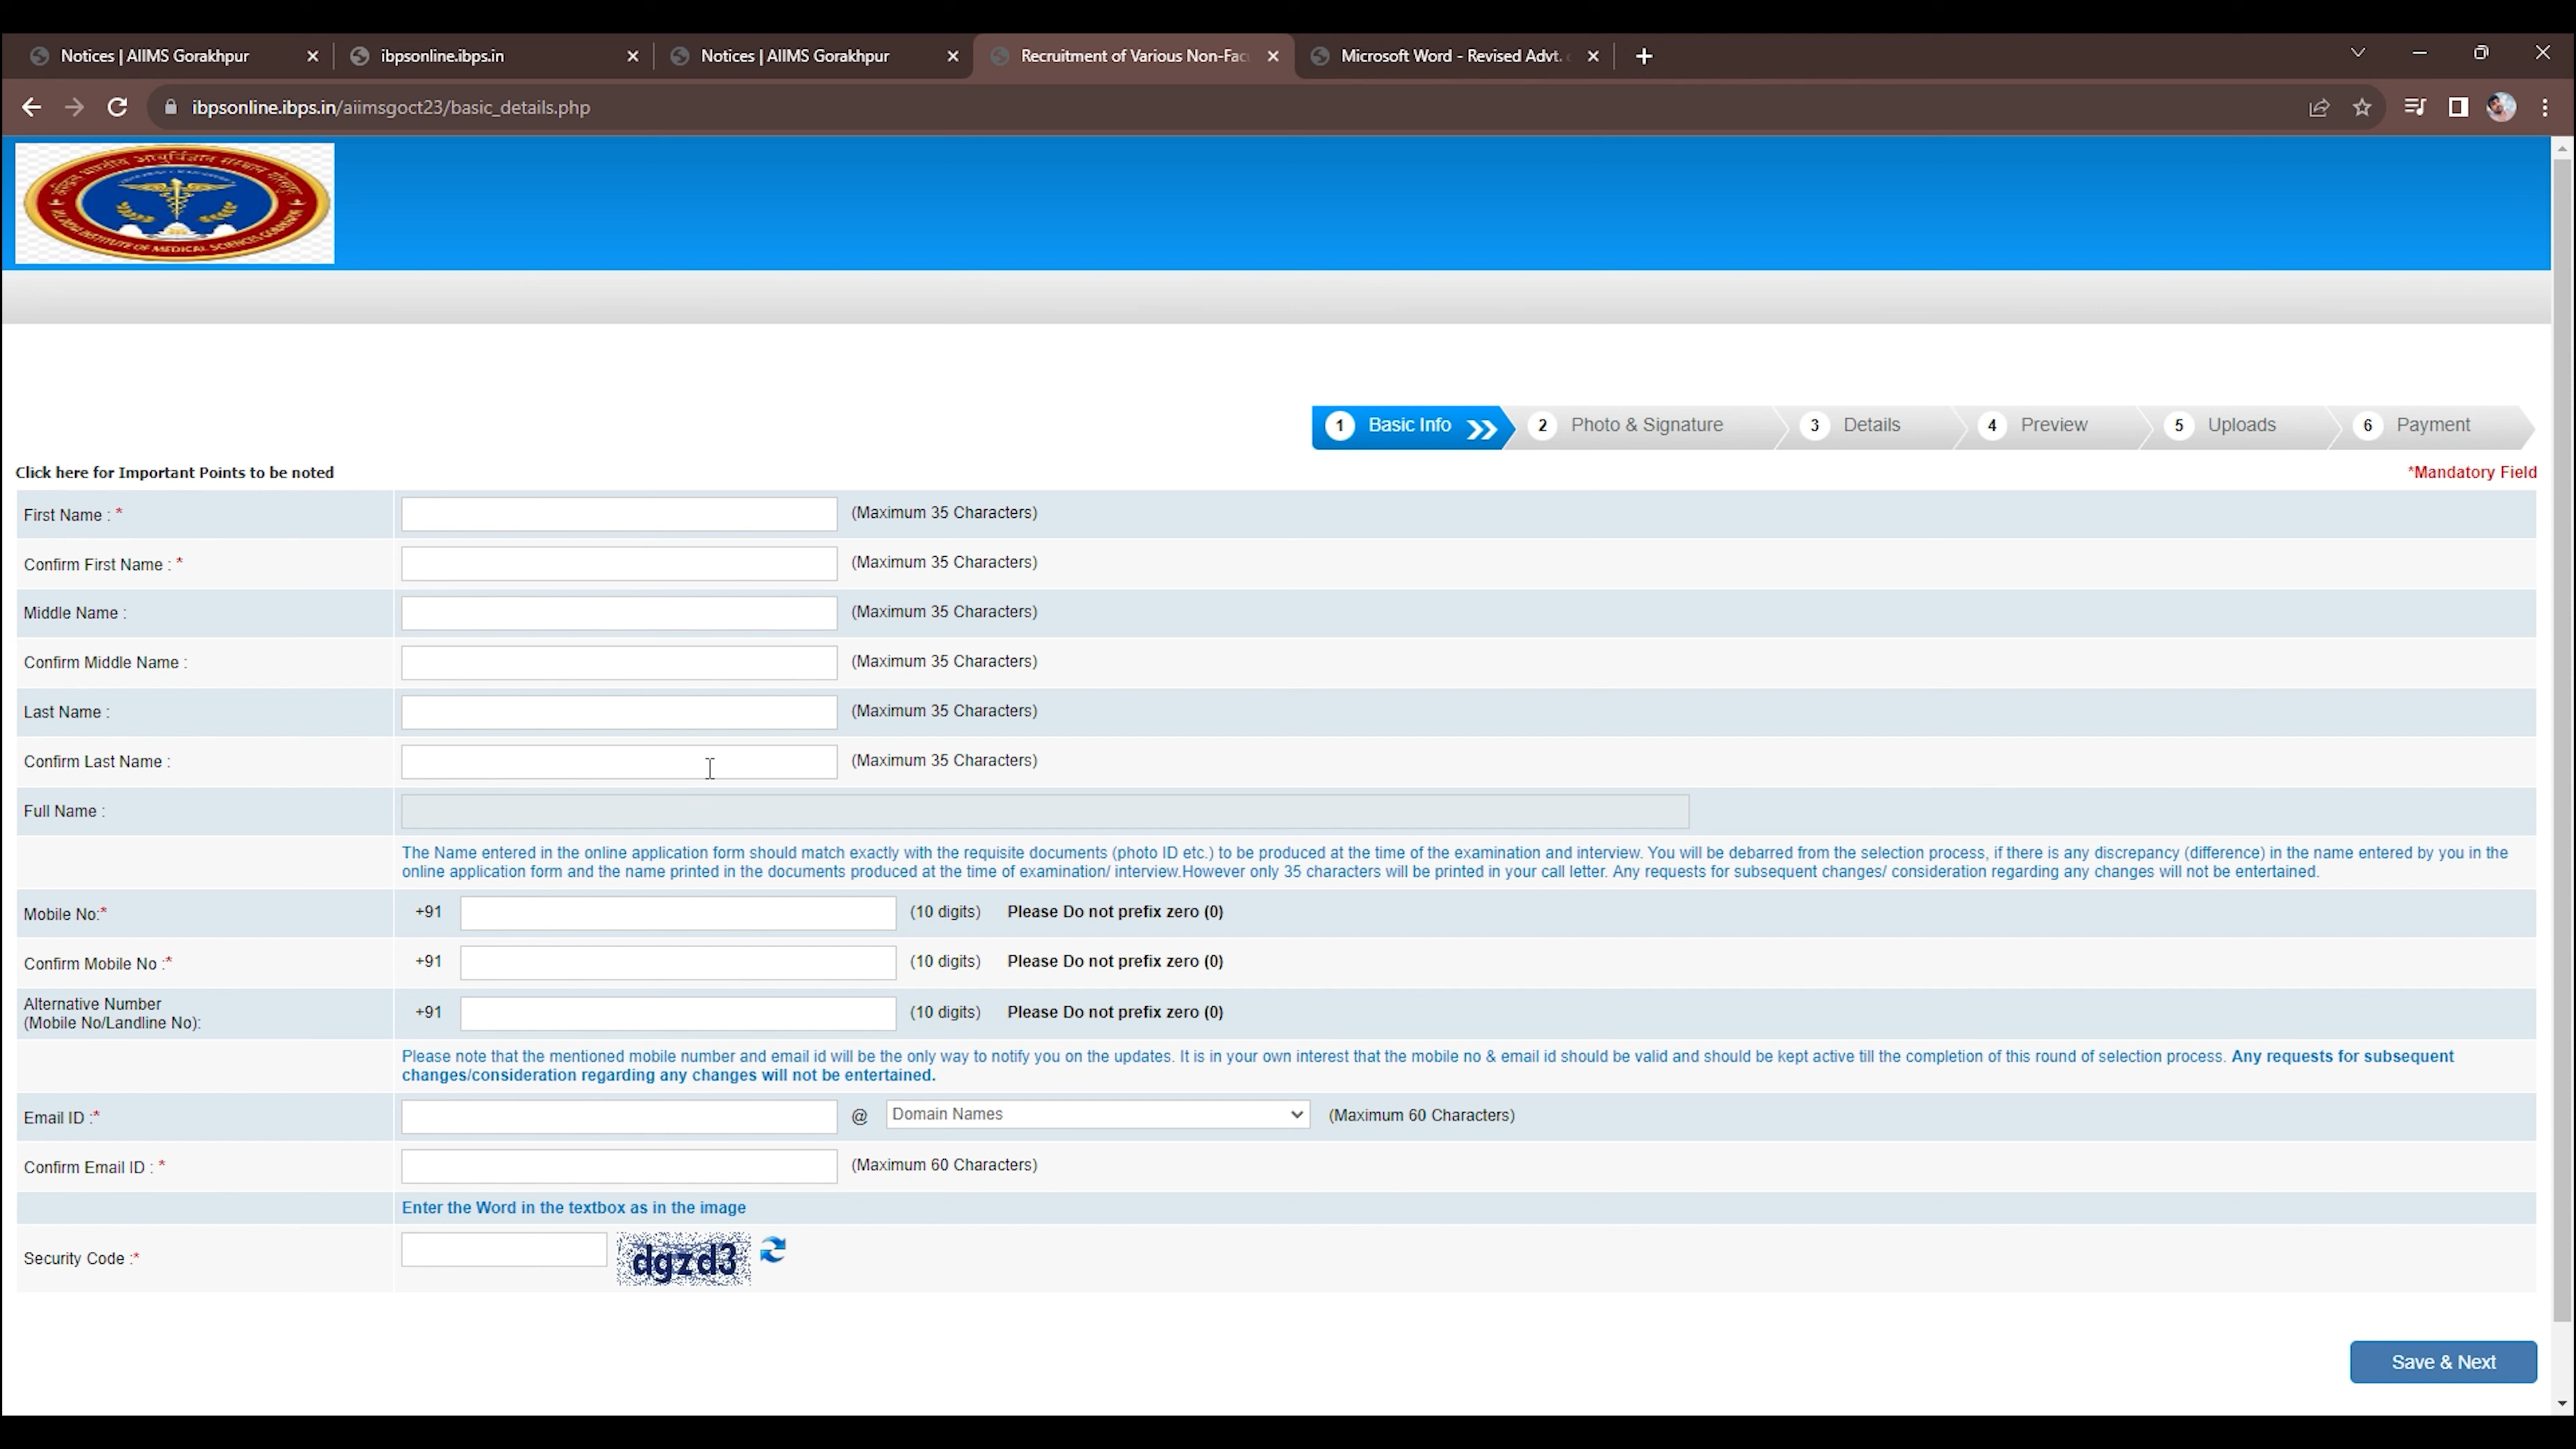 Notices | AIIMS Gorakhpur
ibpsonline.ibps.in
Notices | AIIMS Gorakhpur
Recruitment of Various Non-Fac
Microsoft Word - Revised Advt.
ibpsonline.ibps.in/aiimsgoct23/basic_details.php
1 Basic Info
2 Photo & Signature
3 Details
4 Preview
5 Uploads
6 Payment
Click here for Important Points to be noted
*Mandatory Field
First Name : * (Maximum 35 Characters)
Confirm First Name : * (Maximum 35 Characters)
Middle Name : (Maximum 35 Characters)
Confirm Middle Name : (Maximum 35 Characters)
Last Name : (Maximum 35 Characters)
Confirm Last Name : (Maximum 35 Characters)
Full Name :
The Name entered in the online application form should match exactly with the requisite documents (photo ID etc.) to be produced at the time of the examination and interview. You will be debarred from the selection process, if there is any discrepancy (difference) in the name entered by you in the
online application form and the name printed in the documents produced at the time of examination/ interview.However only 35 characters will be printed in your call letter. Any requests for subsequent changes/ consideration regarding any changes will not be entertained.
Mobile No:* +91 (10 digits) Please Do not prefix zero (0)
Confirm Mobile No :* +91 (10 digits) Please Do not prefix zero (0)
Alternative Number
(Mobile No/Landline No): +91 (10 digits) Please Do not prefix zero (0)
Please note that the mentioned mobile number and email id will be the only way to notify you on the updates. It is in your own interest that the mobile no & email id should be valid and should be kept active till the completion of this round of selection process. Any requests for subsequent
changes/consideration regarding any changes will not be entertained.
Email ID :* @ Domain Names (Maximum 60 Characters)
Confirm Email ID : * (Maximum 60 Characters)
Enter the Word in the textbox as in the image
Security Code :* dgzd3
Save & Next